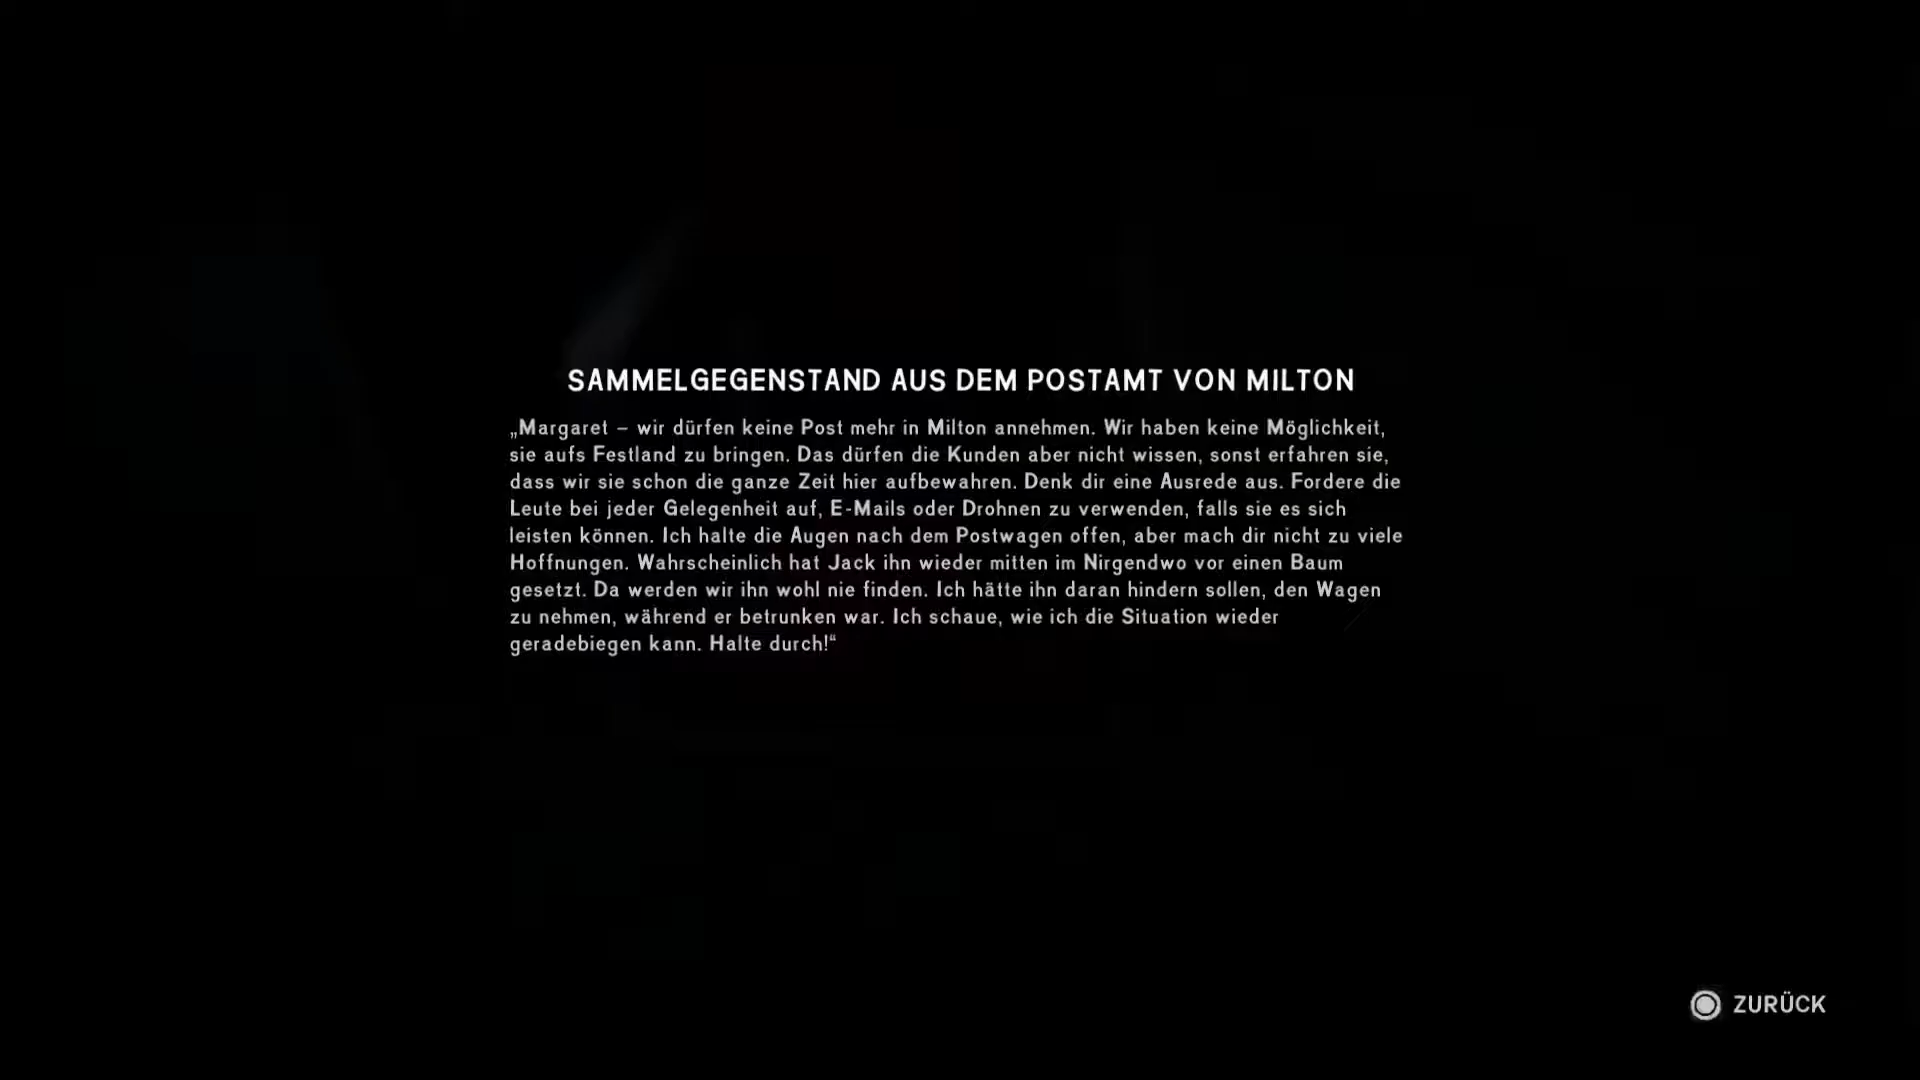 SAMMELGEGENSTAND AUS DEM POSTAMT VON MILTON
„Margaret – wir dürfen keine Post mehr in Milton annehmen. Wir haben keine Möglichkeit,
sie aufs Festland zu bringen. Das dürfen die Kunden aber nicht wissen, sonst erfahren sie,
dass wir sie schon die ganze Zeit hier aufbewahren. Denk dir eine Ausrede aus. Fordere die
Leute bei jeder Gelegenheit auf, E-Mails oder Drohnen zu verwenden, falls sie es sich
leisten können. Ich halte die Augen nach dem Postwagen offen, aber mach dir nicht zu viele
Hoffnungen. Wahrscheinlich hat Jack ihn wieder mitten im Nirgendwo vor einen Baum
gesetzt. Da werden wir ihn wohl nie finden. Ich hätte ihn daran hindern sollen, den Wagen
zu nehmen, während er betrunken war. Ich schaue, wie ich die Situation wieder
geradebiegen kann. Halte durch!“
ZURÜCK